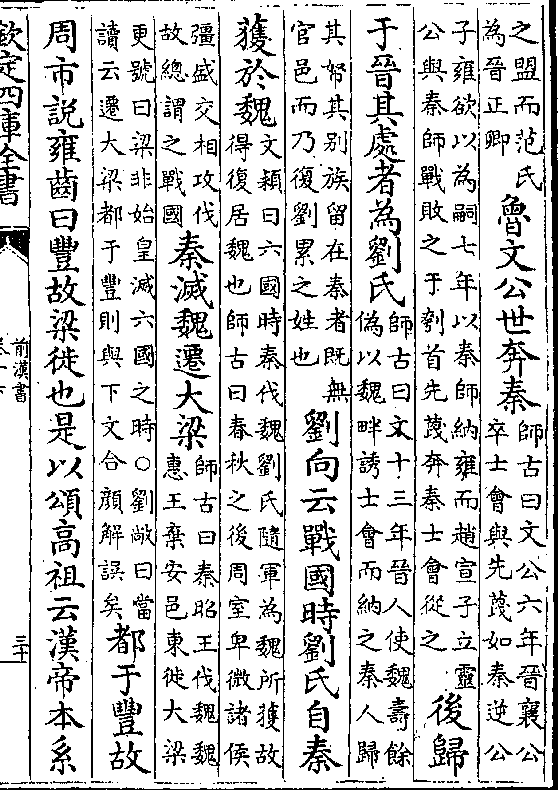 之盟而范氏
為晉正卿
魯文公世奔秦
師古曰文公六年晉襄公
卒士會與先蔑如秦逆公
子雍欲以為嗣七年以秦師納雍而趙宣子立靈
公與秦師戰敗之于刳首先蔑奔秦士會從之
後歸
于晉其處者為劉氏
師古曰文十三年晉人使魏壽餘
偽以魏畔誘士會而納之秦人歸
其帑其别族留在秦者既無
官邑而乃復劉累之姓也
劉向云戰國時劉氏自秦
獲於魏
文穎曰六國時秦伐魏劉氏隨軍為魏所獲故
得復居魏也師古曰春秋之後周室卑微諸侯
彊盛交相攻伐
故總謂之戰國
秦滅魏遷大梁
師古曰秦昭王伐魏魏
惠王棄安邑東徙大梁
更號曰梁非始皇滅六國之時○劉敞曰當
讀云遷大梁都于豐則與下文合顔解誤矣
都于豐故
周市説雍齒曰豐故梁徙也是以頌高祖云漢帝本系
欽定四庫全書
前漢書
三十